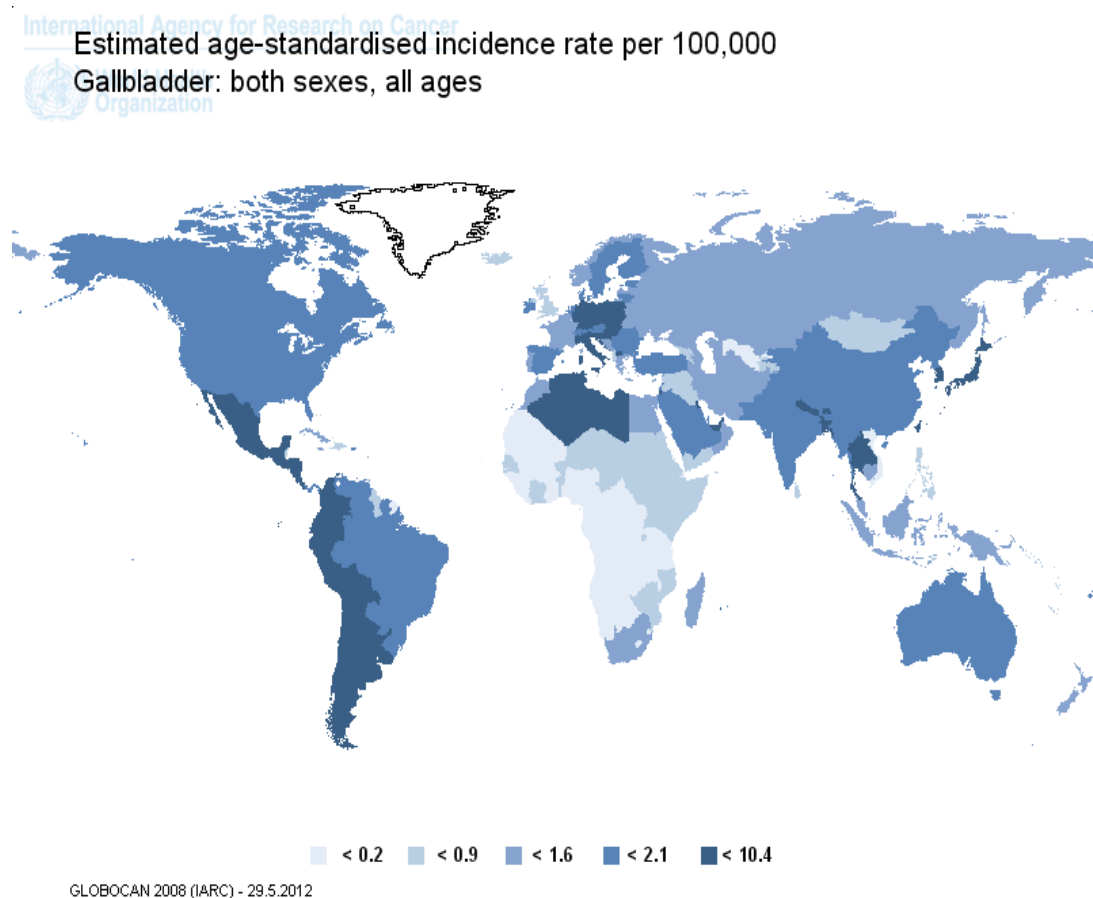 International Agency for Research on Cancer
Estimated age-standardised incidence rate per 100,000
Gallbladder: both sexes, all ages
Organization
< 0.2 < 0.9 < 1.6 < 2.1 < 10.4
GLOBOCAN 2008 (IARC) - 29.5.2012